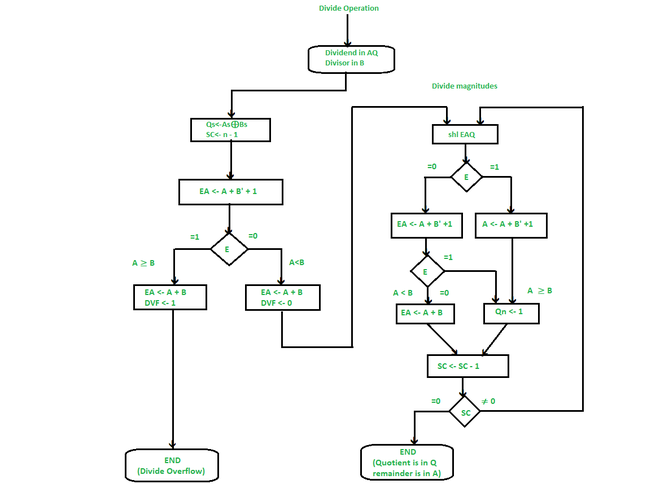 Divide Operation
Dividend in AQ
Divisor in B
Divide magnitudes
Qs<-As⊕Bs
SC<- n - 1
shl EAQ
=0
=1
E
EA <- A + B' + 1
EA <- A + B' +1
A <- A + B' +1
=1
=0
E
A ≥ B
A<B
=1
E
A < B
=0
A ≥ B
EA <- A + B
DVF <- 1
EA <- A + B
DVF <- 0
EA <- A + B
Qn <- 1
SC <- SC - 1
=0
≠ 0
SC
END
(Divide Overflow)
END
(Quotient is in Q
remainder is in A)